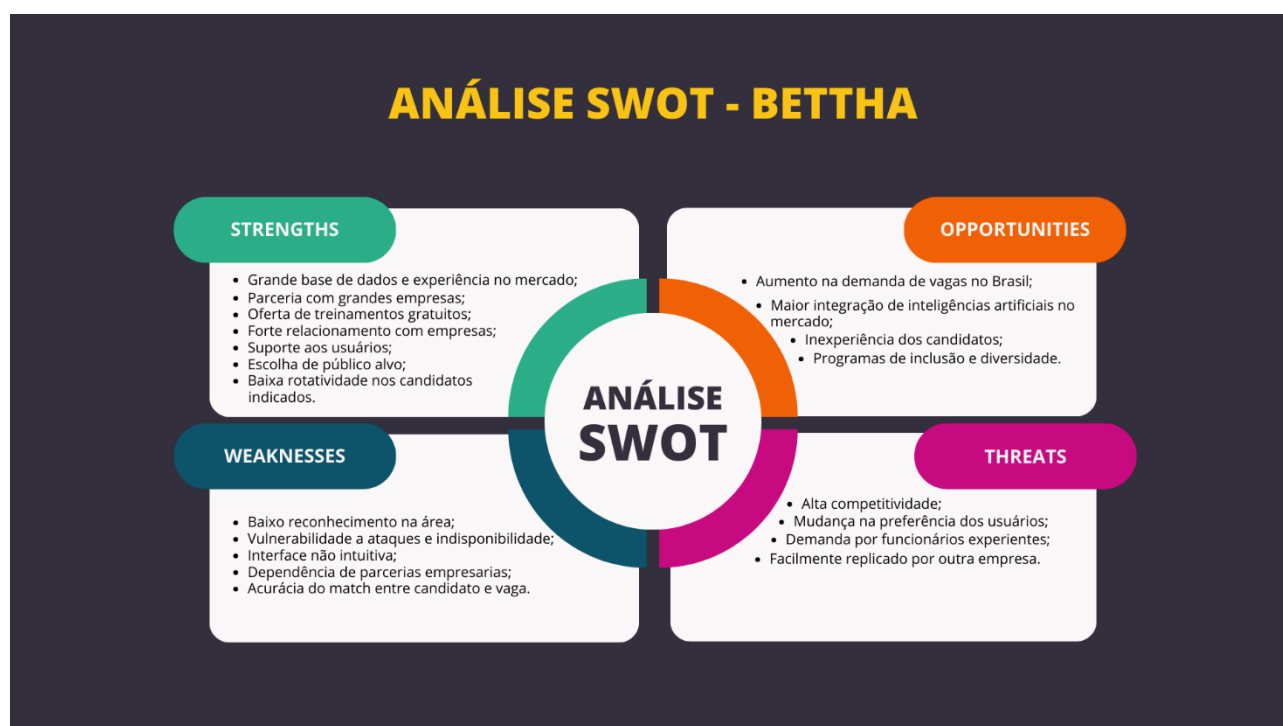 ANÁLISE SWOT - BETTHA
STRENGTHS
• Grande base de dados e experiência no mercado;
• Parceria com grandes empresas;
• Oferta de treinamentos gratuitos;
• Forte relacionamento com empresas;
• Suporte aos usuários;
• Escolha de público alvo;
• Baixa rotatividade nos candidatos
indicados.
OPPORTUNITIES
• Aumento na demanda de vagas no Brasil;
• Maior integração de inteligências artificiais no
mercado;
• Inexperiência dos candidatos;
• Programas de inclusão e diversidade.
ANÁLISE
SWOT
WEAKNESSES
• Baixo reconhecimento na área;
• Vulnerabilidade a ataques e indisponibilidade;
• Interface não intuitiva;
• Dependência de parcerias empresarias;
• Acurácia do match entre candidato e vaga.
THREATS
• Alta competitividade;
• Mudança na preferência dos usuários;
• Demanda por funcionários experientes;
• Facilmente replicado por outra empresa.